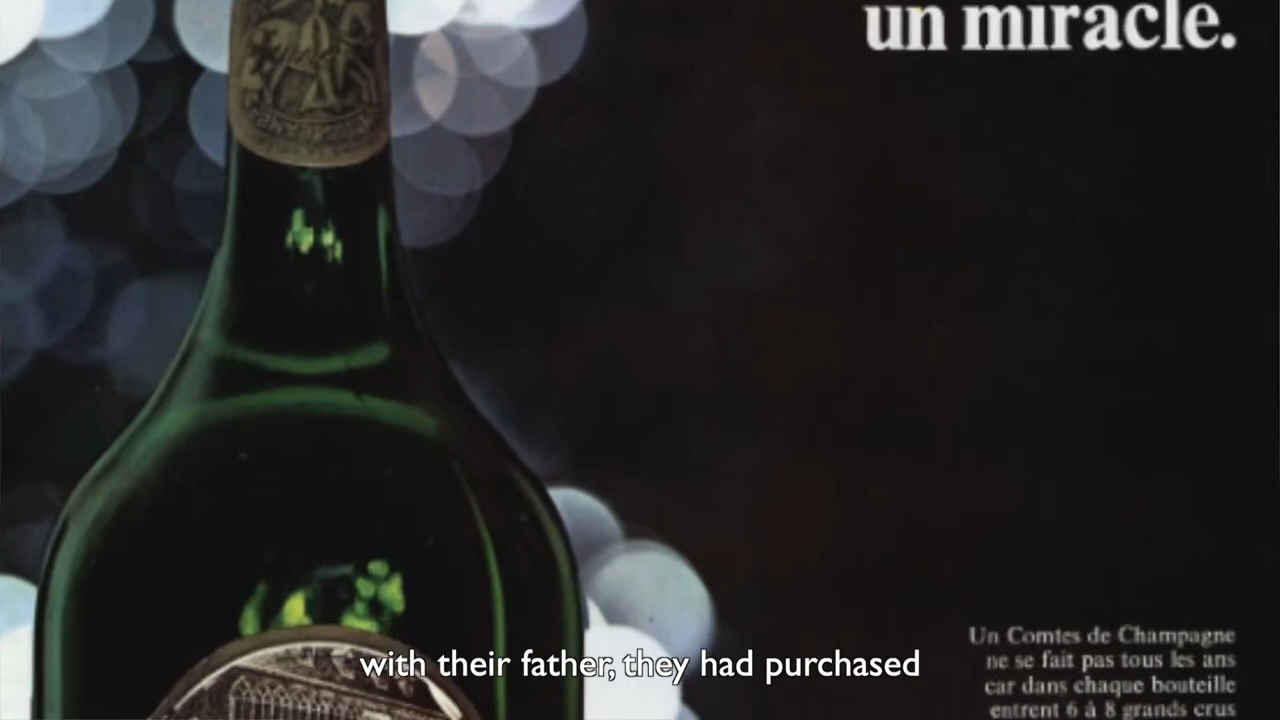 un miracle.
with their father, they had purchased
Un Comtes de Champagne
ne se fait pas tous les ans
car dans chaque bouteille
entrent 6 à 8 grands crus